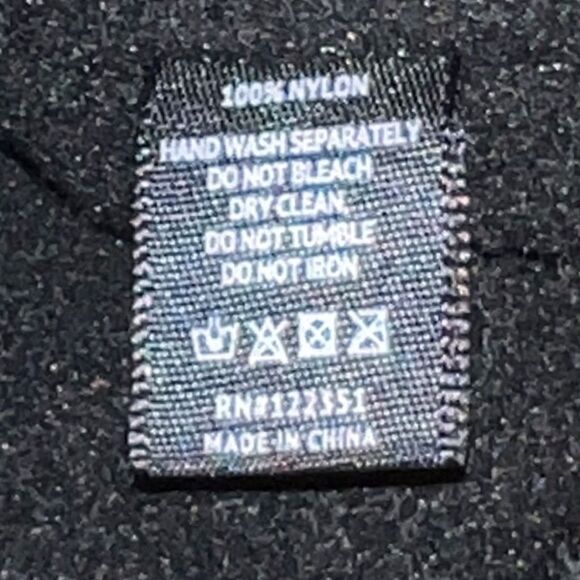 100% NYLON
HAND WASH SEPARATELY
DO NOT BLEACH
DRY CLEAN.
DO NOT TUMBLE
DO NOT IRON
RN#122351
MADE IN CHINA